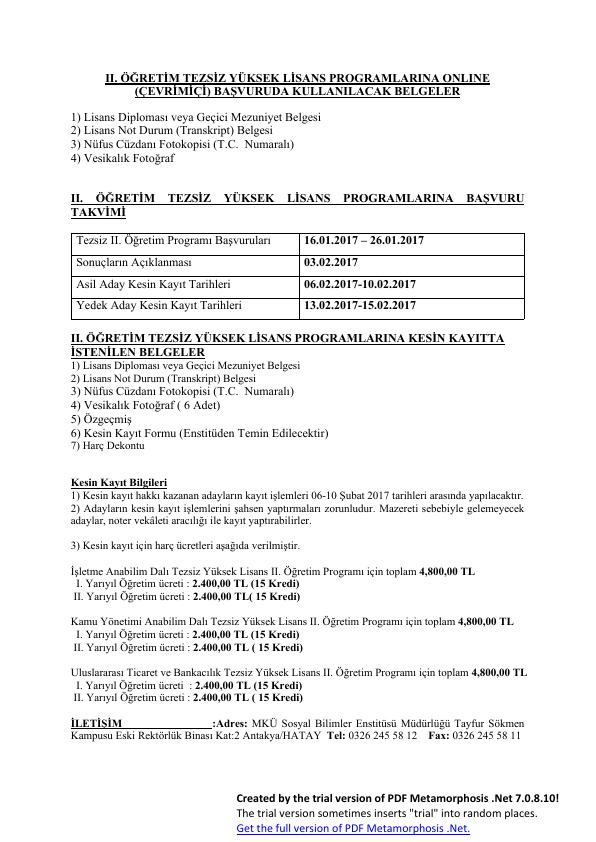 II. ÖĞRETİM TEZSİZ YÜKSEK LİSANS PROGRAMLARINA ONLINE
(ÇEVRİMİÇİ) BAŞVURUDA KULLANILACAK BELGELER
1) Lisans Diploması veya Geçici Mezuniyet Belgesi
2) Lisans Not Durum (Transkript) Belgesi
3) Nüfus Cüzdanı Fotokopisi (T.C. Numaralı)
4) Vesikalık Fotoğraf
II. ÖĞRETİM TEZSİZ YÜKSEK LİSANS PROGRAMLARINA BAŞVURU
TAKVİMİ
Tezsiz II. Öğretim Programı Başvuruları 16.01.2017 – 26.01.2017
Sonuçların Açıklanması 03.02.2017
Asil Aday Kesin Kayıt Tarihleri 06.02.2017-10.02.2017
Yedek Aday Kesin Kayıt Tarihleri 13.02.2017-15.02.2017
II. ÖĞRETİM TEZSİZ YÜKSEK LİSANS PROGRAMLARINA KESİN KAYITTA
İSTENİLEN BELGELER
1) Lisans Diploması veya Geçici Mezuniyet Belgesi
2) Lisans Not Durum (Transkript) Belgesi
3) Nüfus Cüzdanı Fotokopisi (T.C. Numaralı)
4) Vesikalık Fotoğraf ( 6 Adet)
5) Özgeçmiş
6) Kesin Kayıt Formu (Enstitüden Temin Edilecektir)
7) Harç Dekontu
Kesin Kayıt Bilgileri
1) Kesin kayıt hakkı kazanan adayların kayıt işlemleri 06-10 Şubat 2017 tarihleri arasında yapılacaktır.
2) Adayların kesin kayıt işlemlerini şahsen yaptırmaları zorunludur. Mazereti sebebiyle gelemeyecek
adaylar, noter vekâleti aracılığı ile kayıt yaptırabilirler.
3) Kesin kayıt için harç ücretleri aşağıda verilmiştir.
İşletme Anabilim Dalı Tezsiz Yüksek Lisans II. Öğretim Programı için toplam 4,800,00 TL
I. Yarıyıl Öğretim ücreti : 2.400,00 TL (15 Kredi)
II. Yarıyıl Öğretim ücreti : 2.400,00 TL( 15 Kredi)
Kamu Yönetimi Anabilim Dalı Tezsiz Yüksek Lisans II. Öğretim Programı için toplam 4,800,00 TL
I. Yarıyıl Öğretim ücreti : 2.400,00 TL (15 Kredi)
II. Yarıyıl Öğretim ücreti : 2.400,00 TL ( 15 Kredi)
Uluslararası Ticaret ve Bankacılık Tezsiz Yüksek Lisans II. Öğretim Programı için toplam 4,800,00 TL
I. Yarıyıl Öğretim ücreti : 2.400,00 TL (15 Kredi)
II. Yarıyıl Öğretim ücreti : 2.400,00 TL ( 15 Kredi)
İLETİŞİM :Adres: MKÜ Sosyal Bilimler Enstitüsü Müdürlüğü Tayfur Sökmen
Kampusu Eski Rektörlük Binası Kat:2 Antakya/HATAY Tel: 0326 245 58 12 Fax: 0326 245 58 11
Created by the trial version of PDF Metamorphosis .Net 7.0.8.10!
The trial version sometimes inserts "trial" into random places.
Get the full version of PDF Metamorphosis .Net.